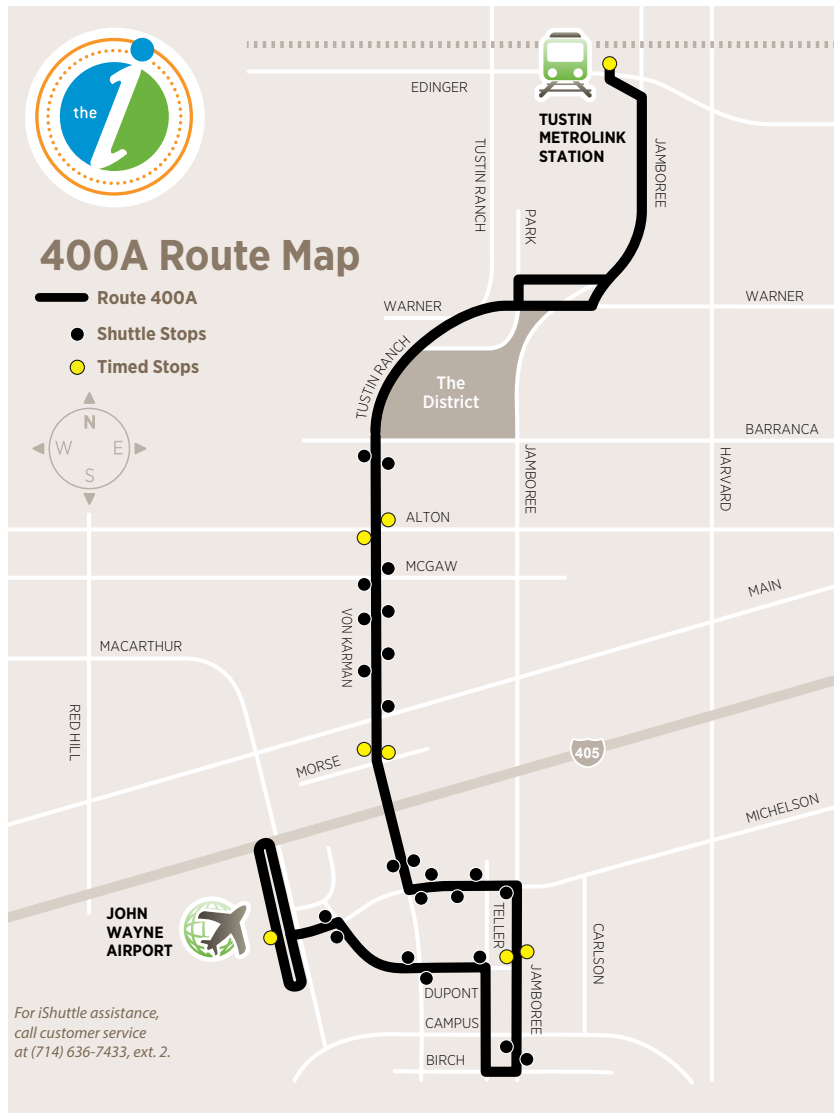 the i
EDINGER
TUSTIN
METROLINK
STATION
TUSTIN RANCH
JAMBOREE
PARK
400A Route Map
Route 400A
Shuttle Stops
Timed Stops
WARNER
WARNER
TUSTIN RANCH
The
District
N
W E
S
BARRANCA
JAMBOREE
HARVARD
ALTON
MCGAW
MAIN
VON KARMAN
MACARTHUR
RED HILL
405
MORSE
MICHELSON
JOHN
WAYNE
AIRPORT
TELLER
CARLSON
JAMBOREE
DUPONT
CAMPUS
BIRCH
For iShuttle assistance,
call customer service
at (714) 636-7433, ext. 2.